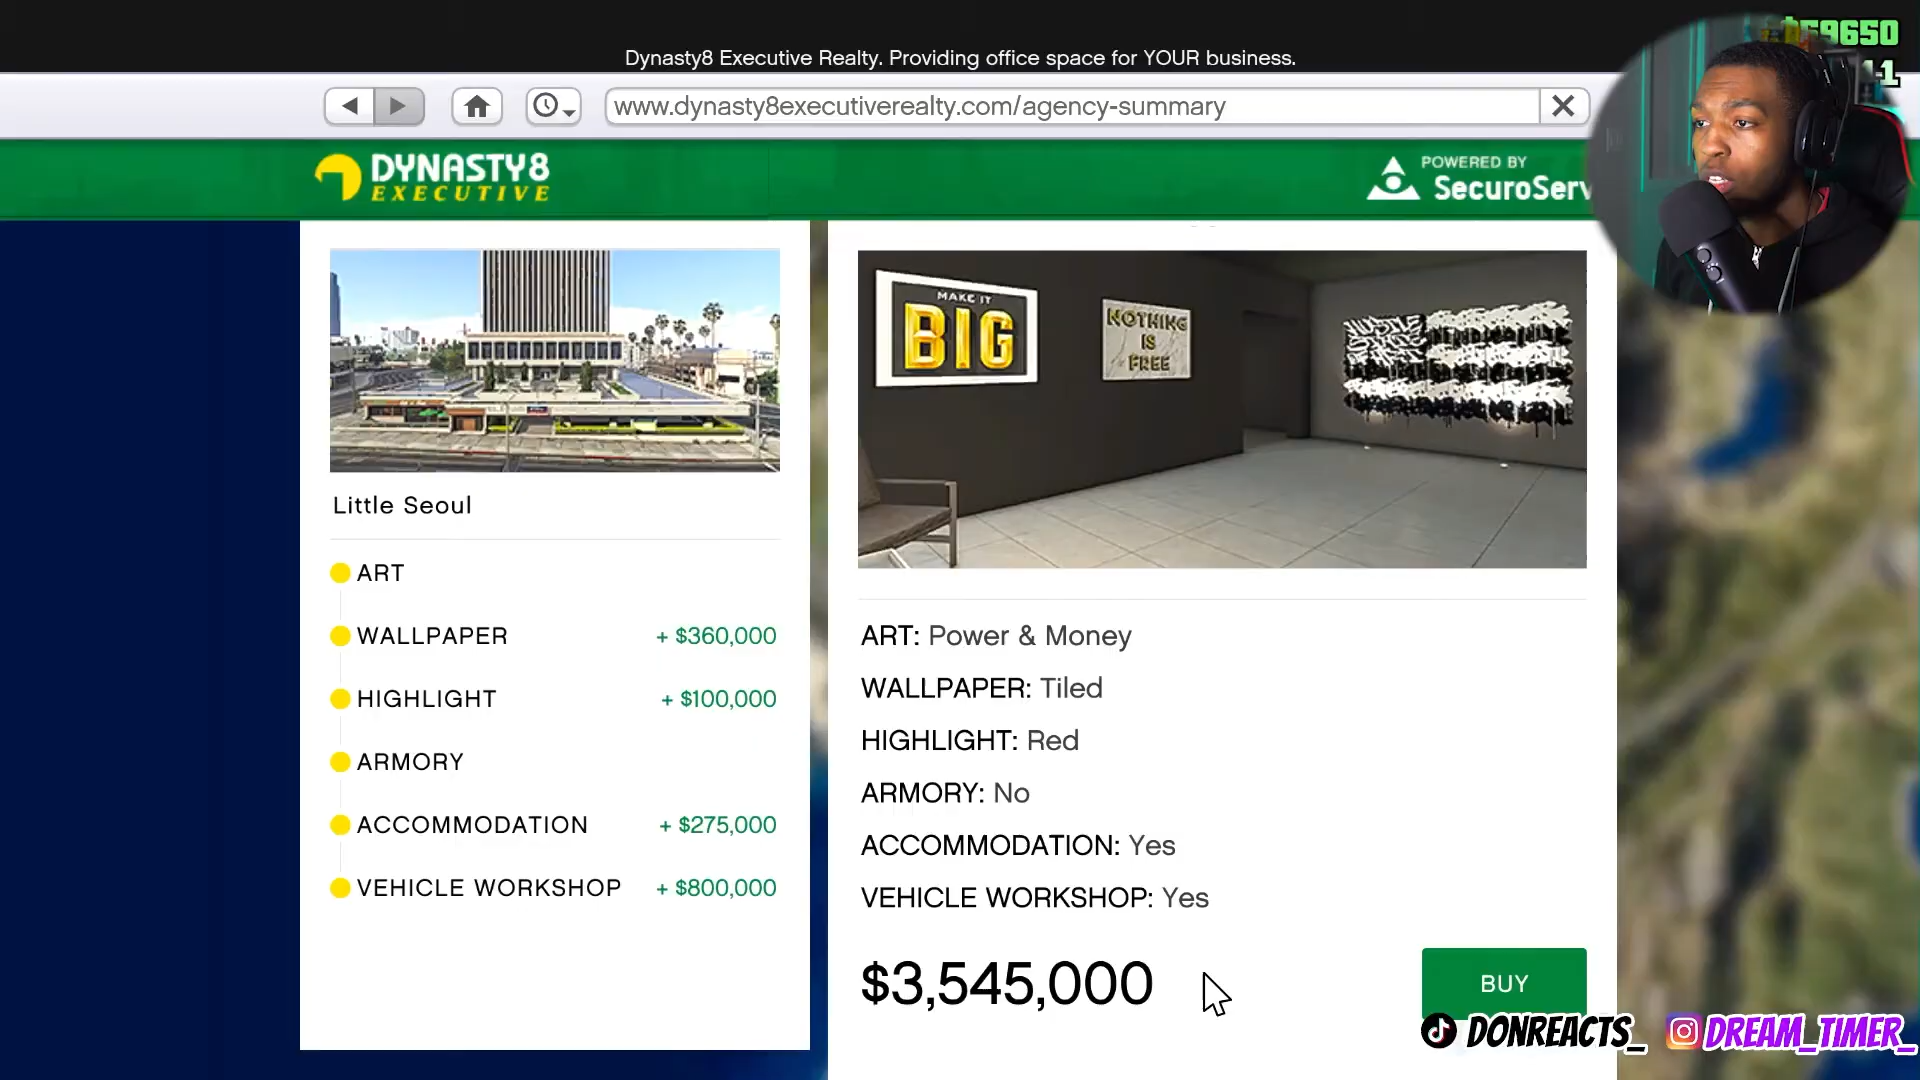 59650
11
Dynasty8 Executive Realty. Providing office space for YOUR business.
www.dynasty8executiverealty.com/agency-summary
DYNASTY8
EXECUTIVE
POWERED BY
SecuroServ
MAKE IT
BIG
NOTHING
IS
FREE
Little Seoul
ART
WALLPAPER + $360,000
HIGHLIGHT + $100,000
ARMORY
ACCOMMODATION + $275,000
VEHICLE WORKSHOP + $800,000
ART: Power & Money
WALLPAPER: Tiled
HIGHLIGHT: Red
ARMORY: No
ACCOMMODATION: Yes
VEHICLE WORKSHOP: Yes
$3,545,000
BUY
DONREACTS_
DREAM_TIMER_